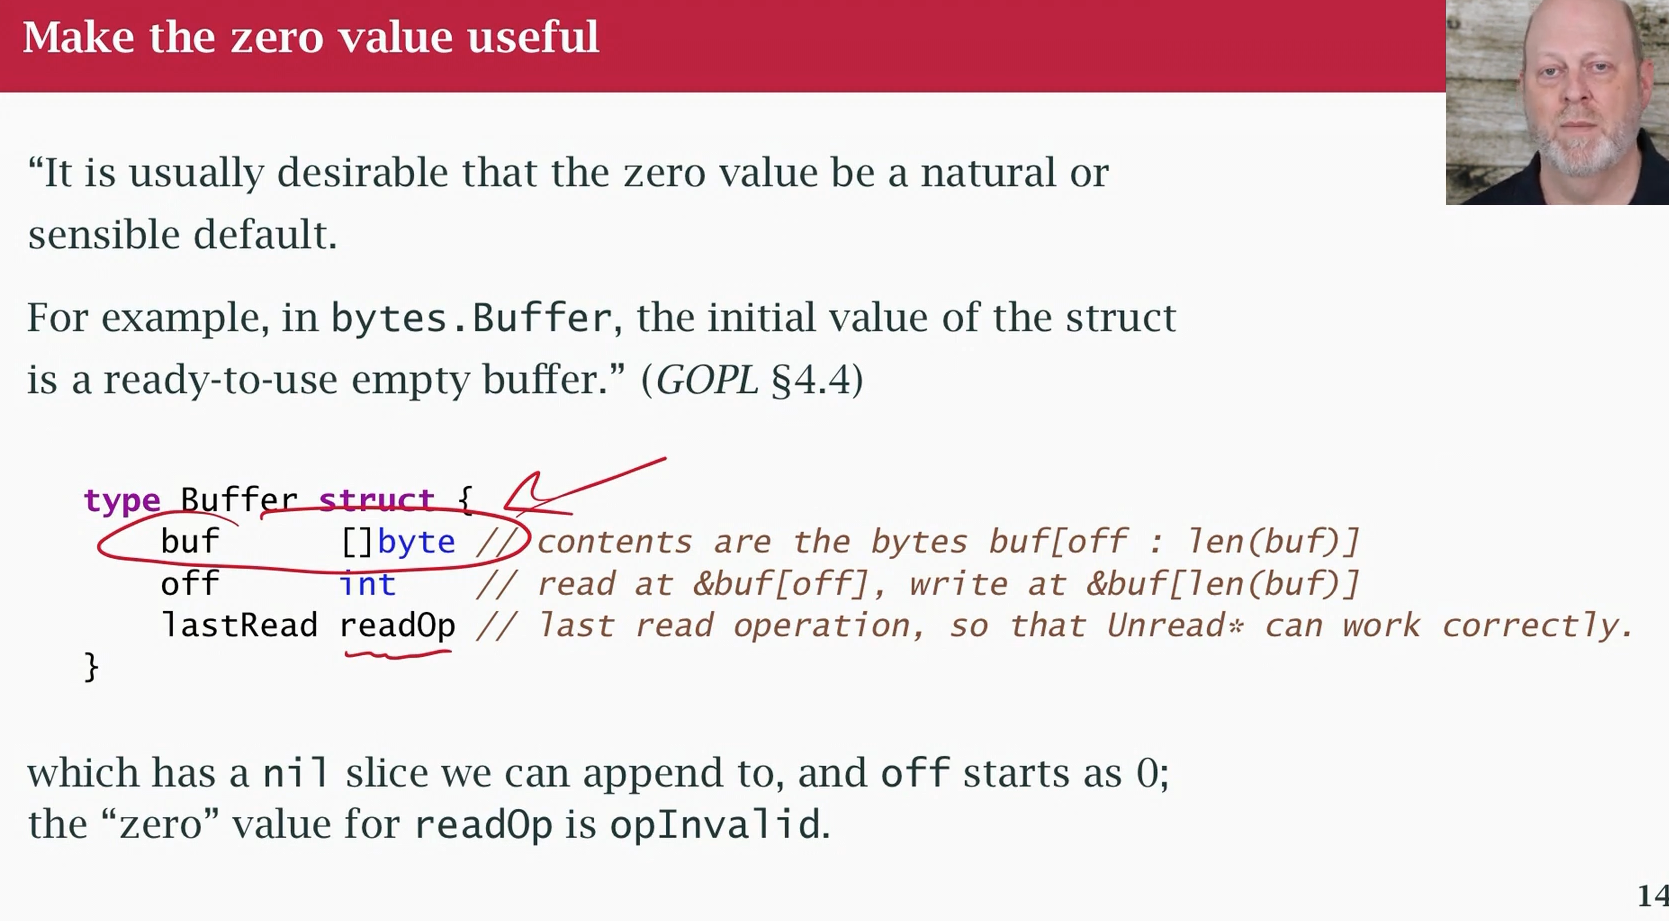 Make the zero value useful
“It is usually desirable that the zero value be a natural or
sensible default.
For example, in bytes.Buffer, the initial value of the struct
is a ready-to-use empty buffer.” (GOPL §4.4)
type Buffer struct {
    buf      []byte // contents are the bytes buf[off : len(buf)]
    off      int    // read at &buf[off], write at &buf[len(buf)]
    lastRead readOp // last read operation, so that Unread* can work correctly.
}
which has a nil slice we can append to, and off starts as 0;
the “zero” value for readOp is opInvalid.
14